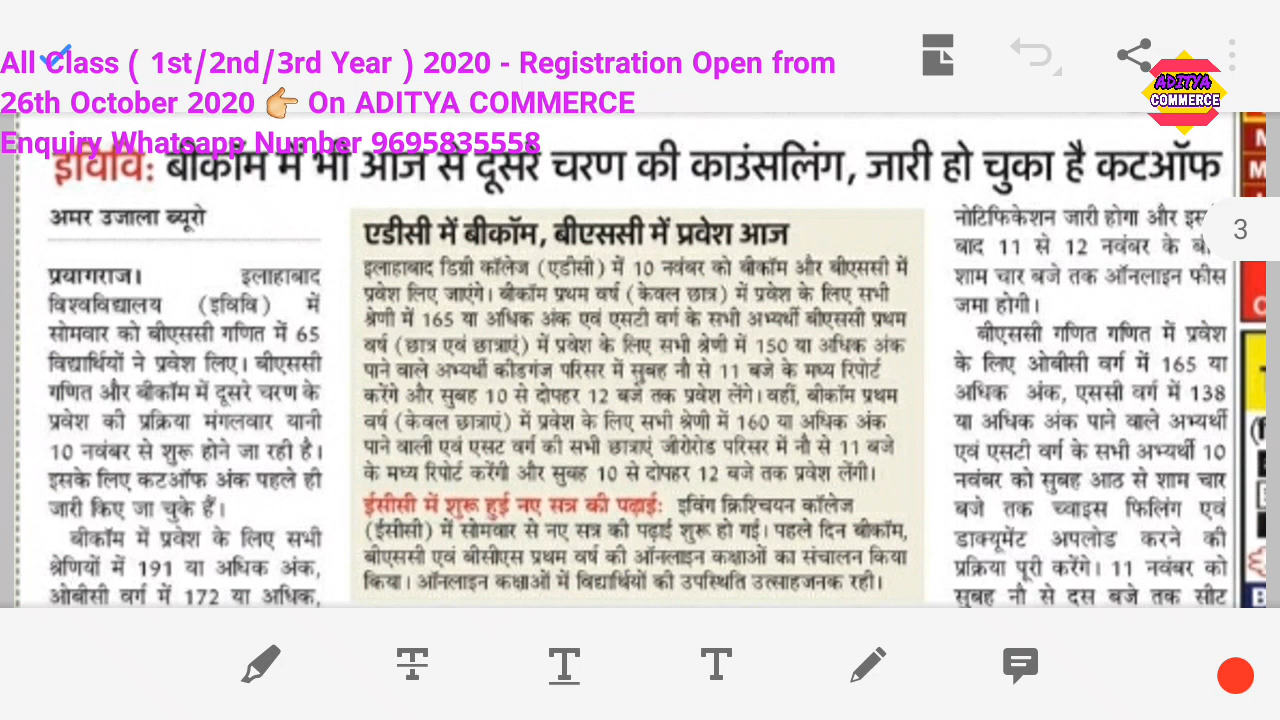 All Class ( 1st/2nd/3rd Year ) 2020 - Registration Open from
26th October 2020 👉 On ADITYA COMMERCE
Enquiry Whatsapp Number 9695835558
ADITYA
COMMERCE
इविवि: बीकॉम में भी आज से दूसरे चरण की काउंसलिंग, जारी हो चुका है कटऑफ
अमर उजाला ब्यूरो
प्रयागराज। इलाहाबाद
विश्वविद्यालय (इविवि) में
सोमवार को बीएससी गणित में 65
विद्यार्थियों ने प्रवेश लिए। बीएससी
गणित और बीकॉम में दूसरे चरण के
प्रवेश की प्रक्रिया मंगलवार यानी
10 नवंबर से शुरू होने जा रही है।
इसके लिए कटऑफ अंक पहले ही
जारी किए जा चुके हैं।
बीकॉम में प्रवेश के लिए सभी
श्रेणियों में 191 या अधिक अंक,
ओबीसी वर्ग में 172 या अधिक,
एडीसी में बीकॉम, बीएससी में प्रवेश आज
इलाहाबाद डिग्री कॉलेज (एडीसी) में 10 नवंबर को बीकॉम और बीएससी में
प्रवेश लिए जाएंगे। बीकॉम प्रथम वर्ष (केवल छात्र) में प्रवेश के लिए सभी
श्रेणी में 165 या अधिक अंक एवं एसटी वर्ग के सभी अभ्यर्थी बीएससी प्रथम
वर्ष (छात्र एवं छात्राएं) में प्रवेश के लिए सभी श्रेणी में 150 या अधिक अंक
पाने वाले अभ्यर्थी कीडगंज परिसर में सुबह नौ से 11 बजे के मध्य रिपोर्ट
करेंगे और सुबह 10 से दोपहर 12 बजे तक प्रवेश लेंगे। वहीं, बीकॉम प्रथम
वर्ष (केवल छात्राएं) में प्रवेश के लिए सभी श्रेणी में 160 या अधिक अंक
पाने वाली एवं एसट वर्ग की सभी छात्राएं जीरोरोड परिसर में नौ से 11 बजे
के मध्य रिपोर्ट करेंगी और सुबह 10 से दोपहर 12 बजे तक प्रवेश लेंगी।
ईसीसी में शुरू हुई नए सत्र की पढ़ाई: इविंग क्रिश्चियन कॉलेज
(ईसीसी) में सोमवार से नए सत्र की पढ़ाई शुरू हो गई। पहले दिन बीकॉम,
बीएससी एवं बीसीएस प्रथम वर्ष की ऑनलाइन कक्षाओं का संचालन किया
किया। ऑनलाइन कक्षाओं में विद्यार्थियों की उपस्थिति उत्साहजनक रही।
नोटिफिकेशन जारी होगा और
बाद 11 से 12 नवंबर के
शाम चार बजे तक ऑनलाइन फीस
जमा होगी।
बीएससी गणित गणित में प्रवेश
के लिए ओबीसी वर्ग में 165 या
अधिक अंक, एससी वर्ग में 138
या अधिक अंक पाने वाले अभ्यर्थी
एवं एसटी वर्ग के सभी अभ्यर्थी 10
नवंबर को सुबह आठ से शाम चार
बजे तक च्वाइस फिलिंग एवं
डाक्यूमेंट अपलोड करने की
प्रक्रिया पूरी करेंगे। 11 नवंबर को
सुबह नौ से दस बजे तक सीट
3